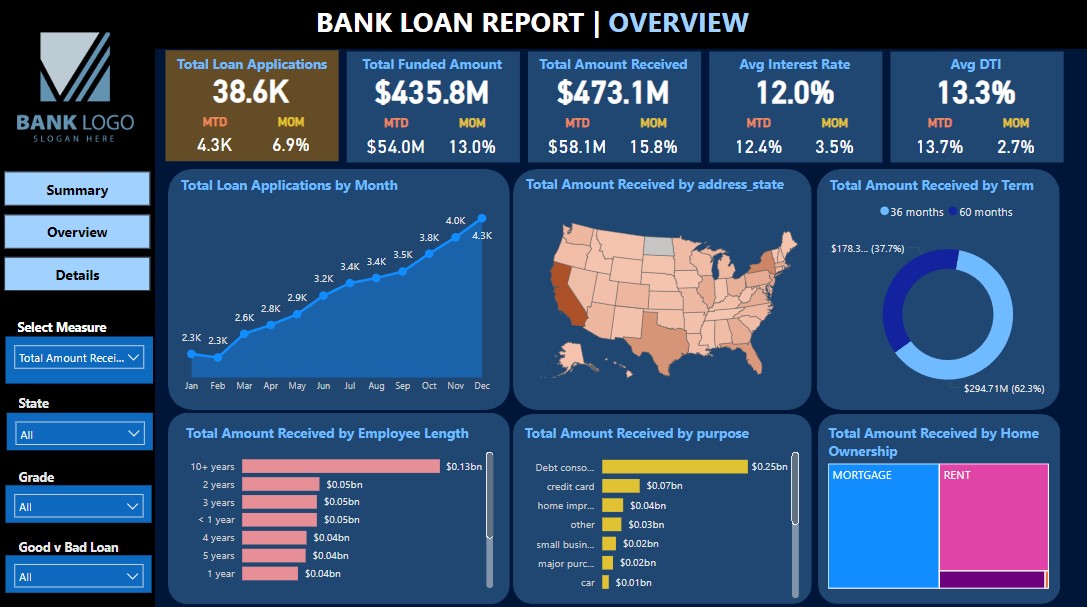 BANK LOAN REPORT | OVERVIEW
BANK LOGO
SLOGAN HERE
Summary
Overview
Details
Select Measure
Total Amount Recei...
State
All
Grade
All
Good v Bad Loan
All
Total Loan Applications
38.6K
MTD MOM
4.3K 6.9%
Total Funded Amount
$435.8M
MTD MOM
$54.0M 13.0%
Total Amount Received
$473.1M
MTD MOM
$58.1M 15.8%
Avg Interest Rate
12.0%
MTD MOM
12.4% 3.5%
Avg DTI
13.3%
MTD MOM
13.7% 2.7%
Total Loan Applications by Month
2.3K 2.3K 2.6K 2.8K 2.9K 3.2K 3.4K 3.4K 3.5K 3.8K 4.0K 4.3K
Jan Feb Mar Apr May Jun Jul Aug Sep Oct Nov Dec
Total Amount Received by address_state
Total Amount Received by Term
36 months 60 months
$178.3... (37.7%)
$294.71M (62.3%)
Total Amount Received by Employee Length
10+ years $0.13bn
2 years $0.05bn
3 years $0.05bn
< 1 year $0.05bn
4 years $0.04bn
5 years $0.04bn
1 year $0.04bn
Total Amount Received by purpose
Debt conso... $0.25bn
credit card $0.07bn
home impr... $0.04bn
other $0.03bn
small busin... $0.02bn
major purc... $0.02bn
car $0.01bn
Total Amount Received by Home
Ownership
MORTGAGE RENT